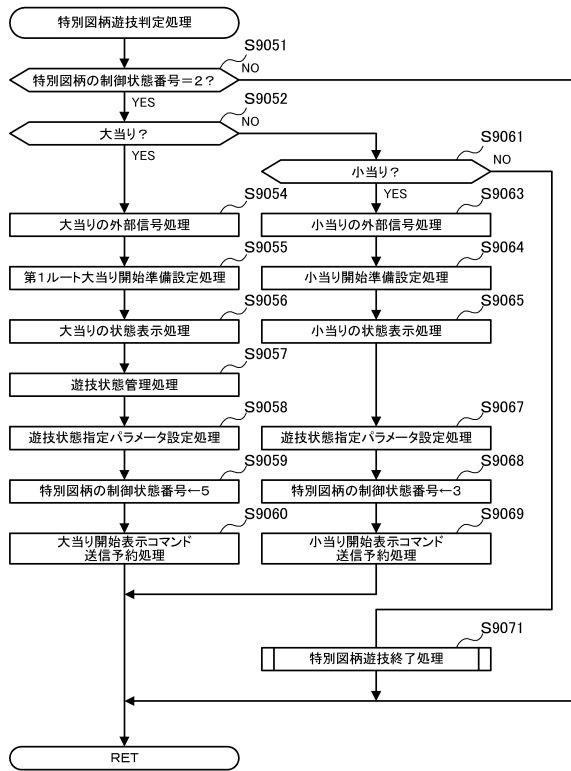 特別図柄遊技判定処理
S9051
特別図柄の制御状態番号＝2？
NO
YES
S9052
大当り？
NO
YES
S9061
小当り？
NO
YES
S9054
大当りの外部信号処理
S9063
小当りの外部信号処理
S9055
第1ルート大当り開始準備設定処理
S9064
小当り開始準備設定処理
S9056
大当りの状態表示処理
S9065
小当りの状態表示処理
S9057
遊技状態管理処理
S9058
遊技状態指定パラメータ設定処理
S9067
遊技状態指定パラメータ設定処理
S9059
特別図柄の制御状態番号←5
S9068
特別図柄の制御状態番号←3
S9060
大当り開始表示コマンド
送信予約処理
S9069
小当り開始表示コマンド
送信予約処理
S9071
特別図柄遊技終了処理
RET